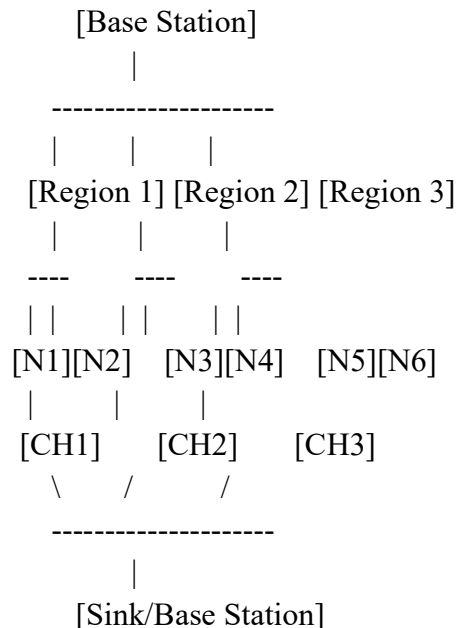 [Base Station]
|
---------------------
| | |
[Region 1] [Region 2] [Region 3]
| | |
---- ---- ----
| | | | | |
[N1][N2] [N3][N4] [N5][N6]
| | |
[CH1] [CH2] [CH3]
\ / /
---------------------
|
[Sink/Base Station]